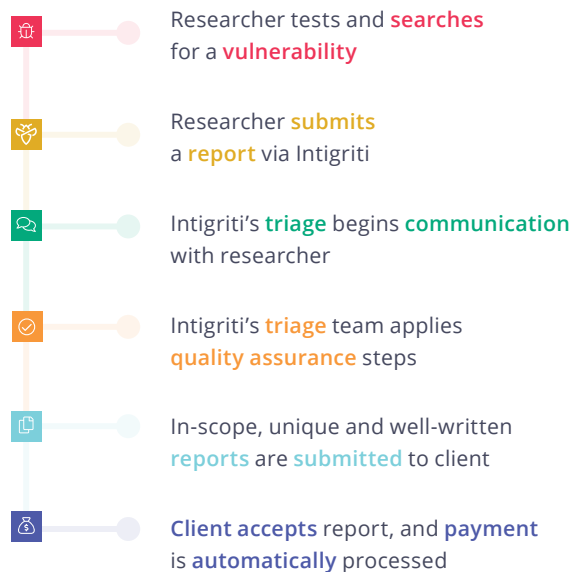 Researcher tests and searches
for a vulnerability
Researcher submits
a report via Intigriti
Intigriti’s triage begins communication
with researcher
Intigriti’s triage team applies
quality assurance steps
In-scope, unique and well-written
reports are submitted to client
Client accepts report, and payment
is automatically processed